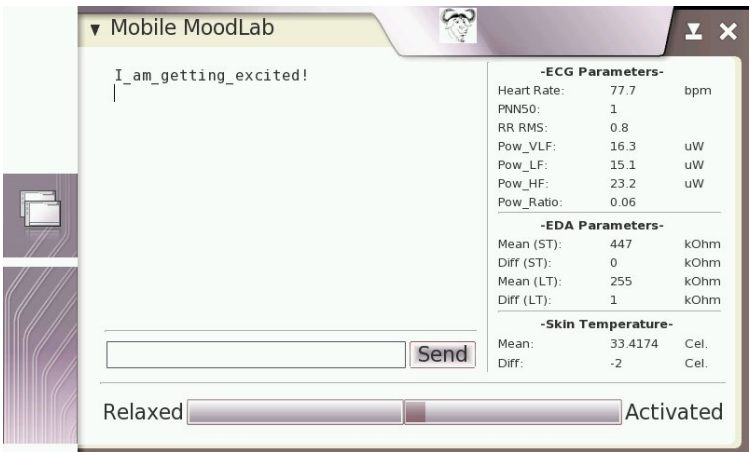 ▼ Mobile MoodLab
I_am_getting_excited!
-ECG Parameters-
Heart Rate: 77.7 bpm
PNN50: 1
RR RMS: 0.8
Pow_VLF: 16.3 uW
Pow_LF: 15.1 uW
Pow_HF: 23.2 uW
Pow_Ratio: 0.06
-EDA Parameters-
Mean (ST): 447 kOhm
Diff (ST): 0 kOhm
Mean (LT): 255 kOhm
Diff (LT): 1 kOhm
-Skin Temperature-
Mean: 33.4174 Cel.
Diff: -2 Cel.
Send
Relaxed Activated